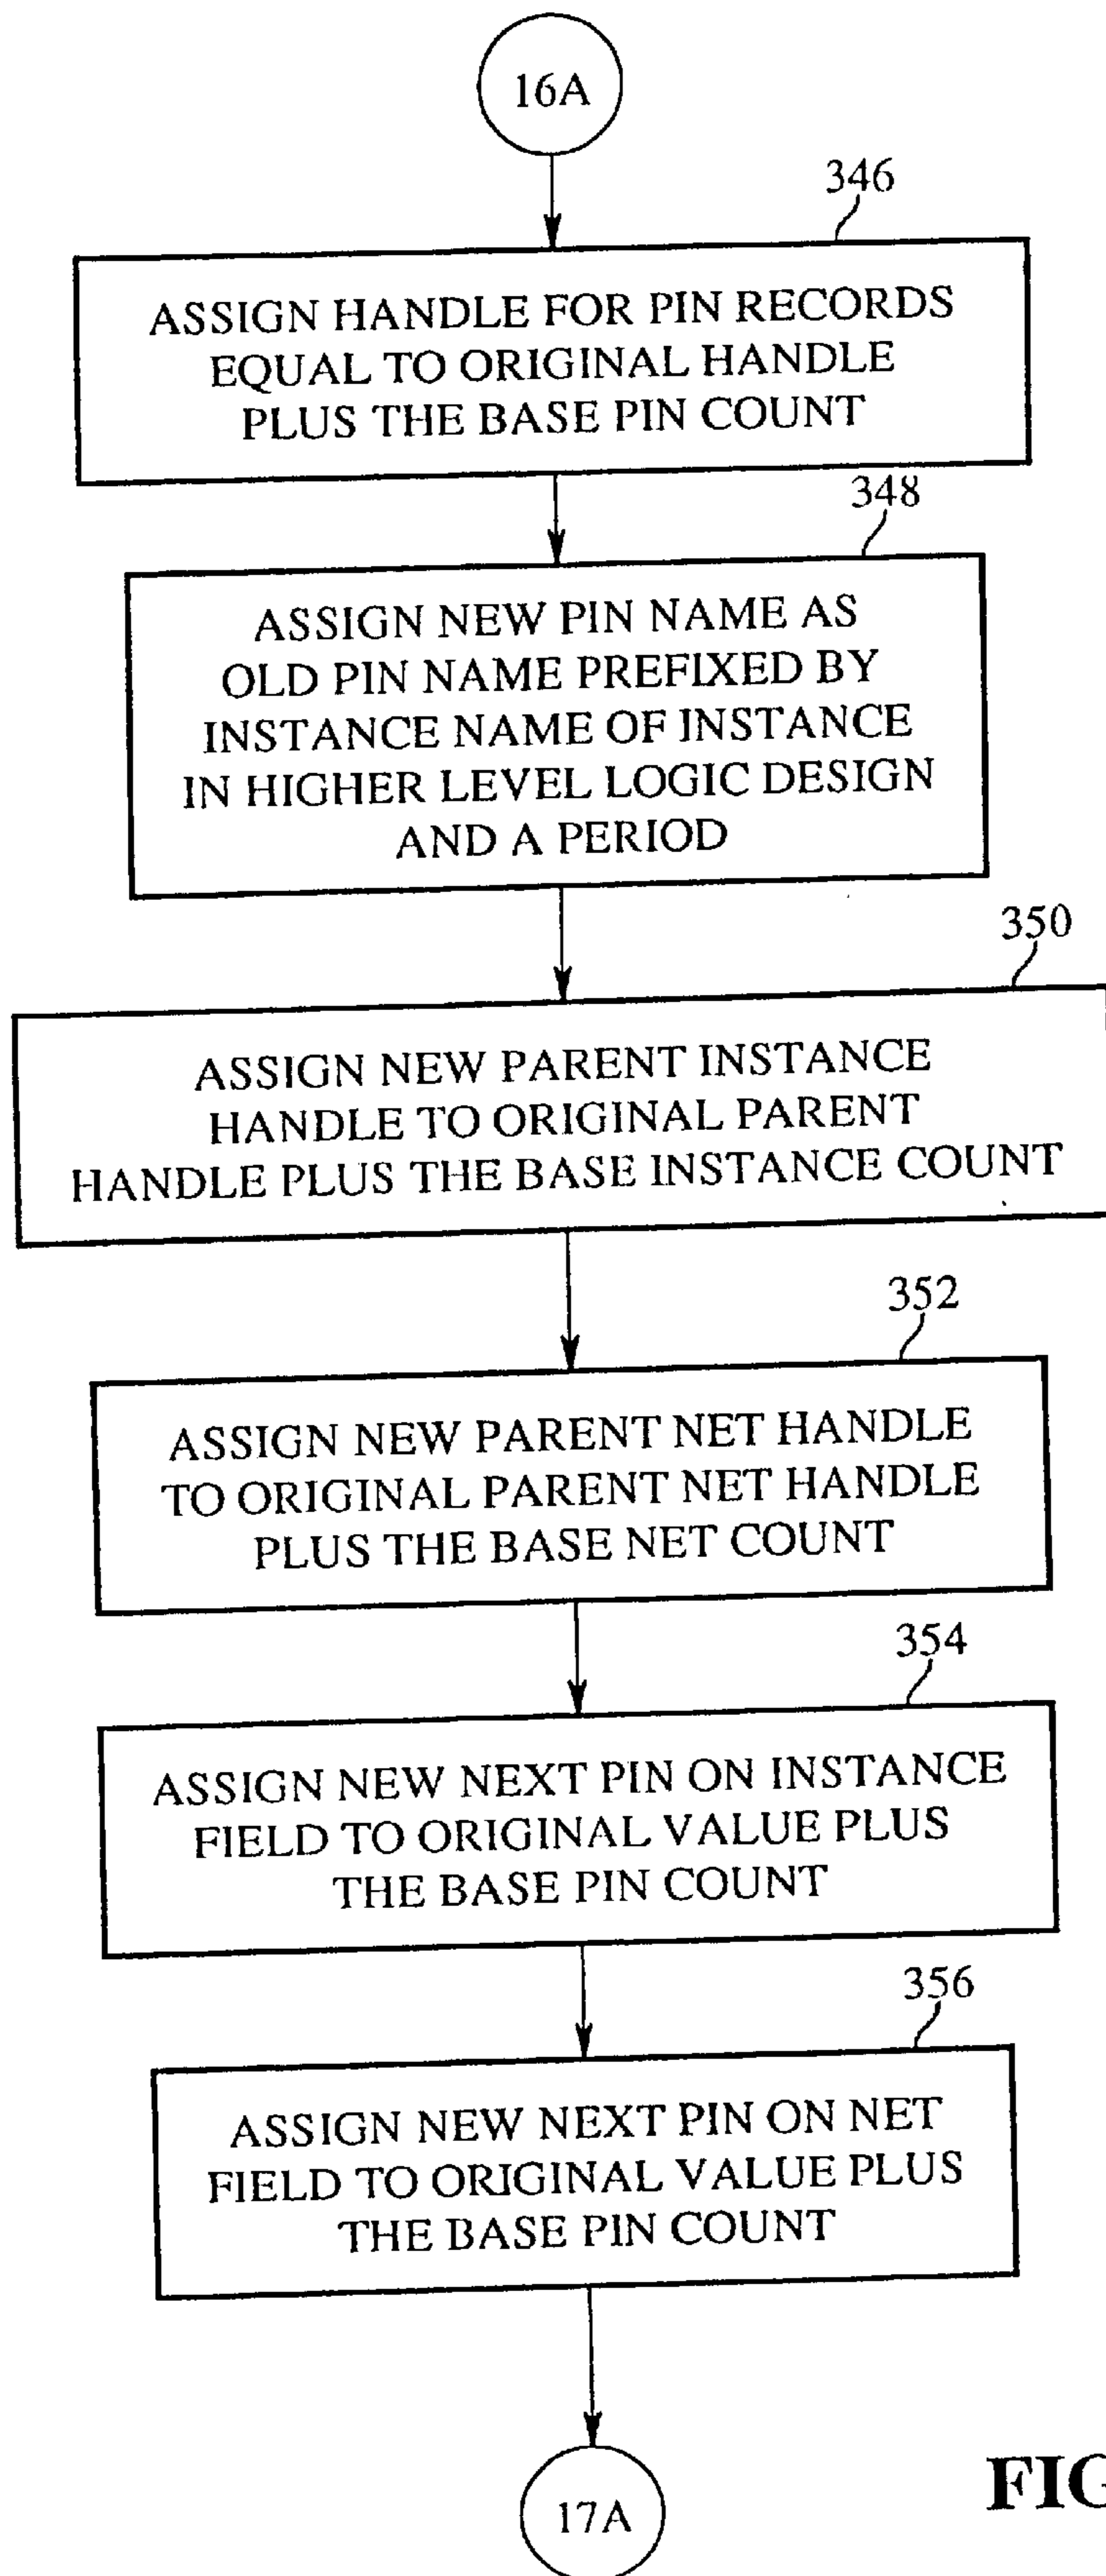 16A
346
ASSIGN HANDLE FOR PIN RECORDS
EQUAL TO ORIGINAL HANDLE
PLUS THE BASE PIN COUNT
348
ASSIGN NEW PIN NAME AS
OLD PIN NAME PREFIXED BY
INSTANCE NAME OF INSTANCE
IN HIGHER LEVEL LOGIC DESIGN
AND A PERIOD
350
ASSIGN NEW PARENT INSTANCE
HANDLE TO ORIGINAL PARENT
HANDLE PLUS THE BASE INSTANCE COUNT
352
ASSIGN NEW PARENT NET HANDLE
TO ORIGINAL PARENT NET HANDLE
PLUS THE BASE NET COUNT
354
ASSIGN NEW NEXT PIN ON INSTANCE
FIELD TO ORIGINAL VALUE PLUS
THE BASE PIN COUNT
356
ASSIGN NEW NEXT PIN ON NET
FIELD TO ORIGINAL VALUE PLUS
THE BASE PIN COUNT
FIG
17A